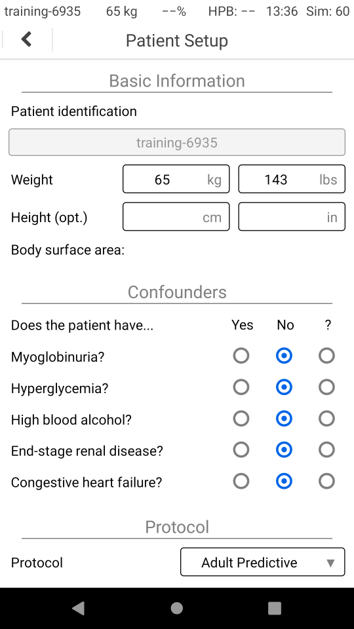 training-6935 65 kg --% HPB: -- 13:36 Sim: 60
Patient Setup
Basic Information
Patient identification
training-6935
Weight 65 kg 143 lbs
Height (opt.) cm in
Body surface area:
Confounders
Does the patient have... Yes No ?
Myoglobinuria?
Hyperglycemia?
High blood alcohol?
End-stage renal disease?
Congestive heart failure?
Protocol
Protocol Adult Predictive